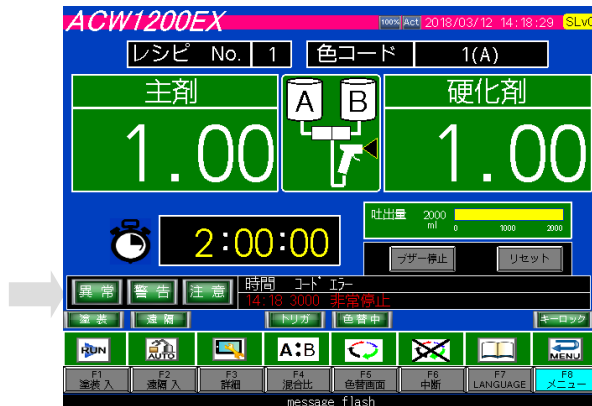 ACW1200EX 100% Act 2018/03/12 14:18:29 SLv0
レシピ No. 1 色コード 1(A)
主剤 A B 硬化剤
1.00 1.00
吐出量 2000 ml 0 1000 2000
2:00:00
ブザー停止 リセット
異常 警告 注意 時間 コード エラー
14:18 3000 非常停止
塗装 遠隔 トリガ 色替中 キーロック
RUN AUTO A:B MENU
F1 F2 F3 F4 F5 F6 F7 F8
塗装入 遠隔入 詳細 混合比 色替画面 中断 LANGUAGE メニュー
message flash